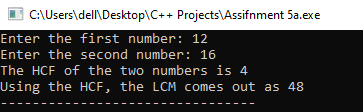 C:\Users\dell\Desktop\C++ Projects\Assifnment 5a.exe
Enter the first number: 12
Enter the second number: 16
The HCF of the two numbers is 4
Using the HCF, the LCM comes out as 48
--------------------------------